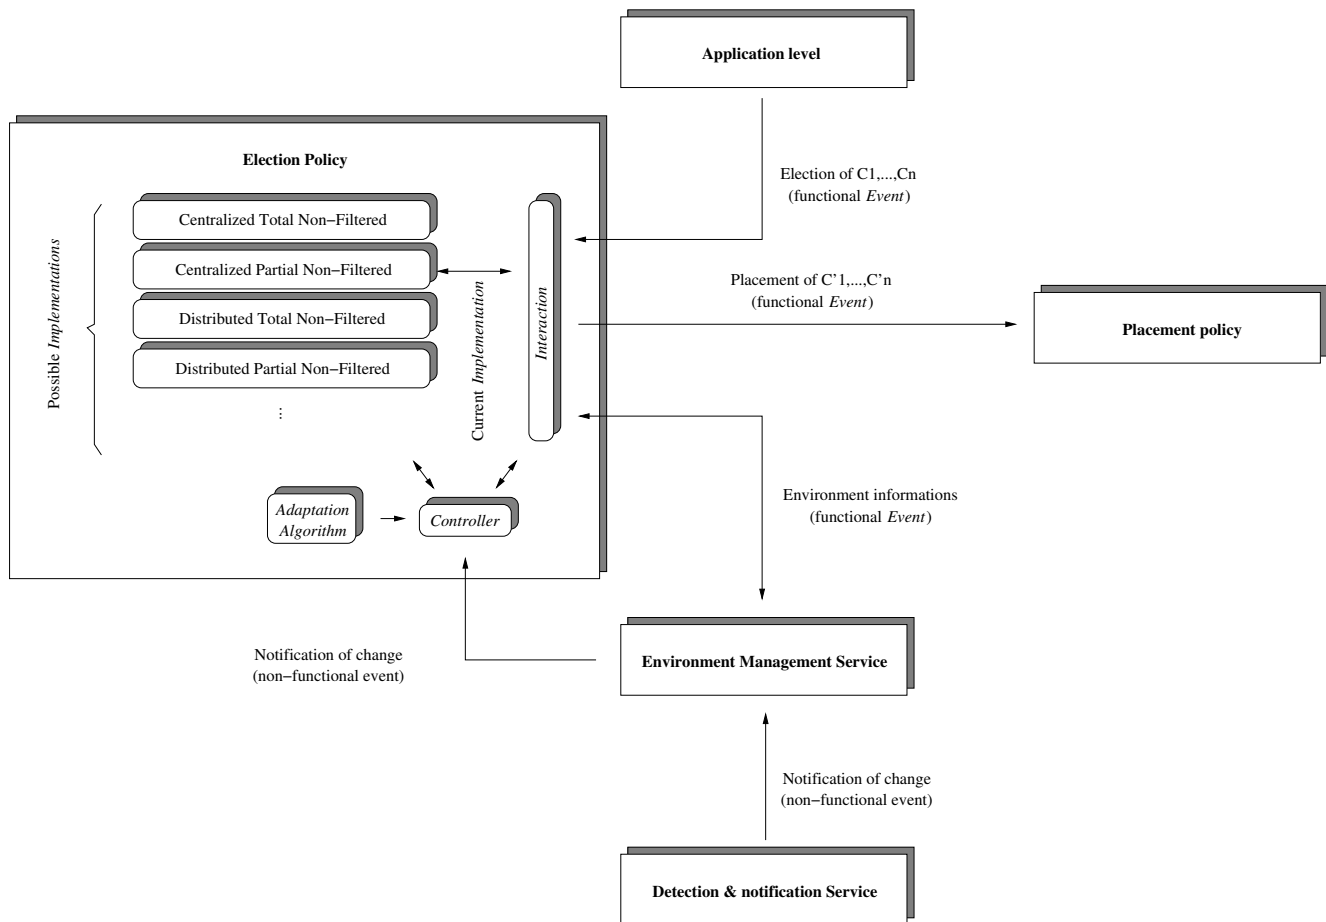 Application level
Election Policy
Election of C1,...,Cn
(functional Event)
Centralized Total Non−Filtered
Centralized Partial Non−Filtered
Distributed Total Non−Filtered
Distributed Partial Non−Filtered
...
Possible Implementations
Current Implementation
Interaction
Placement of C'1,...,C'n
(functional Event)
Placement policy
Adaptation
Algorithm
Controller
Environment informations
(functional Event)
Notification of change
(non−functional event)
Environment Management Service
Notification of change
(non−functional event)
Detection & notification Service